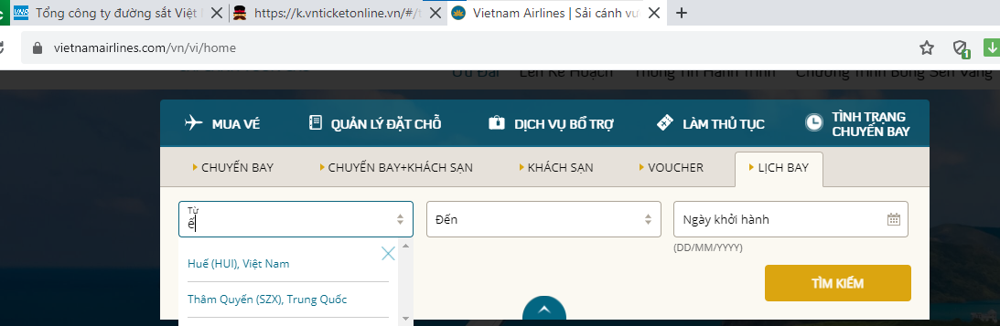 Tổng công ty đường sắt Việt
https://k.vnticketonline.vn/#/t
Vietnam Airlines | Sải cánh vư
vietnamairlines.com/vn/vi/home
1
Ưu Đãi Lên Kế Hoạch Thông Tin Hành Trình Chương Trình Bông Sen Vàng
MUA VÉ
QUẢN LÝ ĐẶT CHỖ
DỊCH VỤ BỔ TRỢ
LÀM THỦ TỤC
TÌNH TRẠNG
CHUYẾN BAY
CHUYẾN BAY
CHUYẾN BAY+KHÁCH SẠN
KHÁCH SẠN
VOUCHER
LỊCH BAY
Từ
ế
Đến
Ngày khởi hành
(DD/MM/YYYY)
Huế (HUI), Việt Nam
Thâm Quyến (SZX), Trung Quốc
TÌM KIẾM